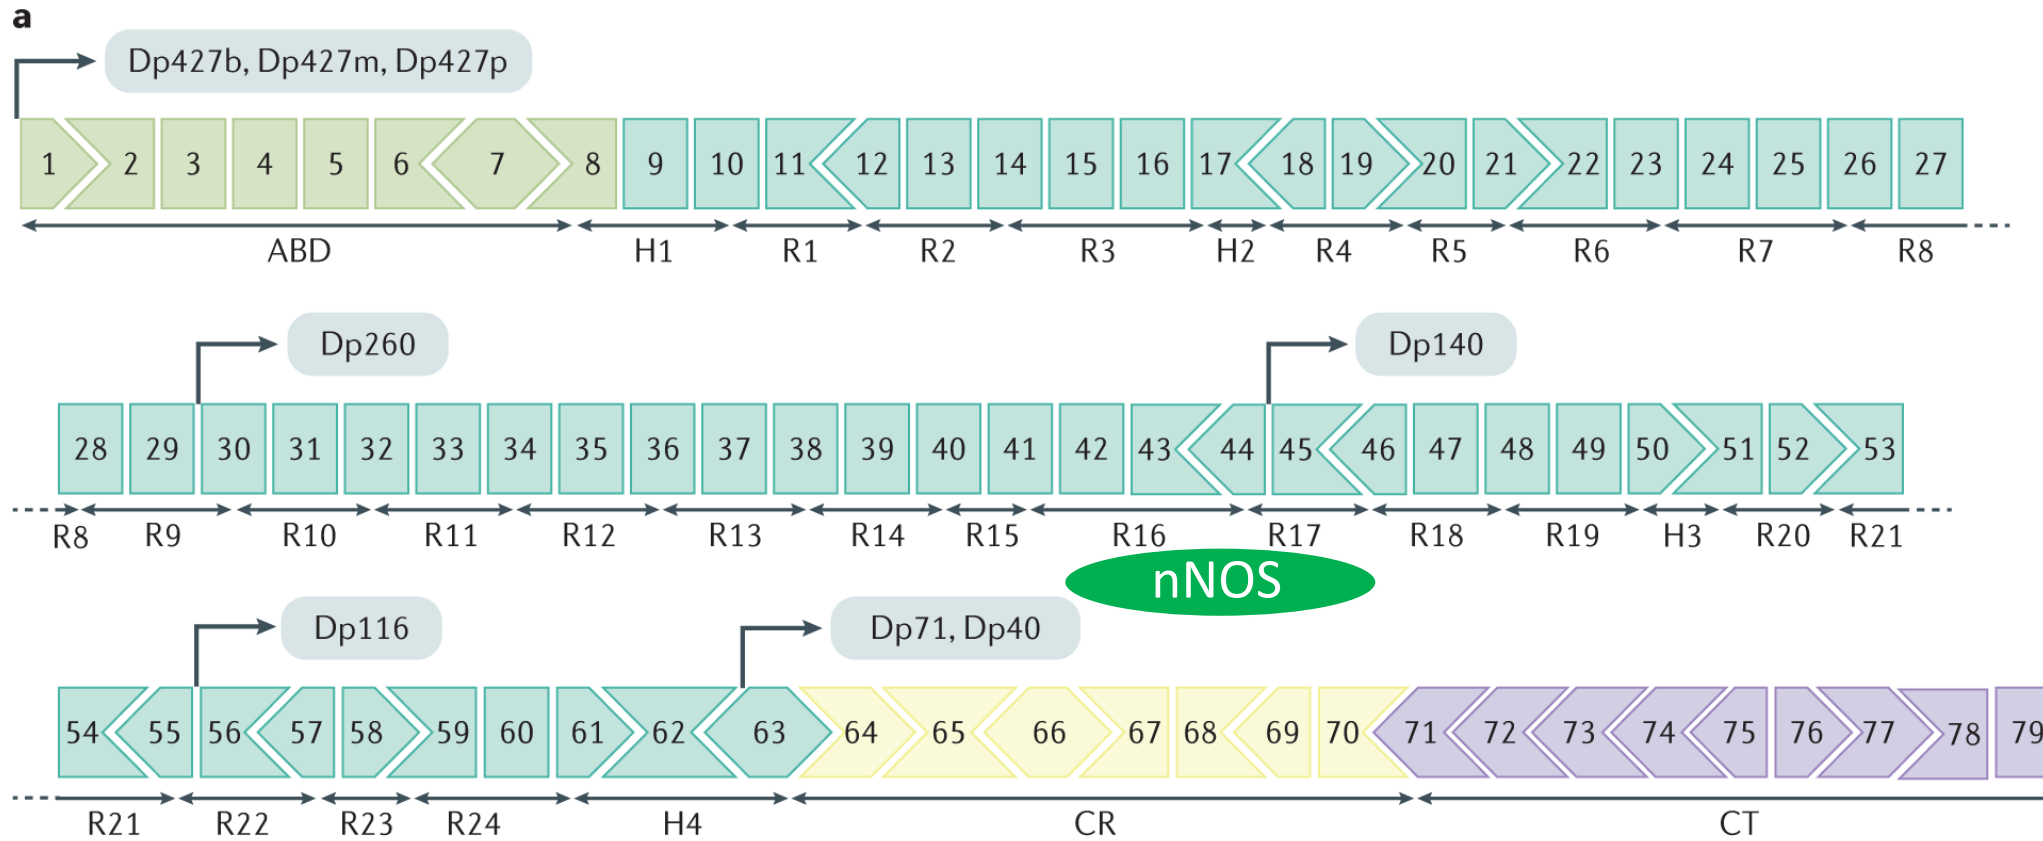 a
Dp427b, Dp427m, Dp427p
1 2 3 4 5 6 7 8 9 10 11 12 13 14 15 16 17 18 19 20 21 22 23 24 25 26 27
ABD H1 R1 R2 R3 H2 R4 R5 R6 R7 R8
Dp260 Dp140
28 29 30 31 32 33 34 35 36 37 38 39 40 41 42 43 44 45 46 47 48 49 50 51 52 53
R8 R9 R10 R11 R12 R13 R14 R15 R16 R17 R18 R19 H3 R20 R21
nNOS
Dp116 Dp71, Dp40
54 55 56 57 58 59 60 61 62 63 64 65 66 67 68 69 70 71 72 73 74 75 76 77 78 79
R21 R22 R23 R24 H4 CR CT